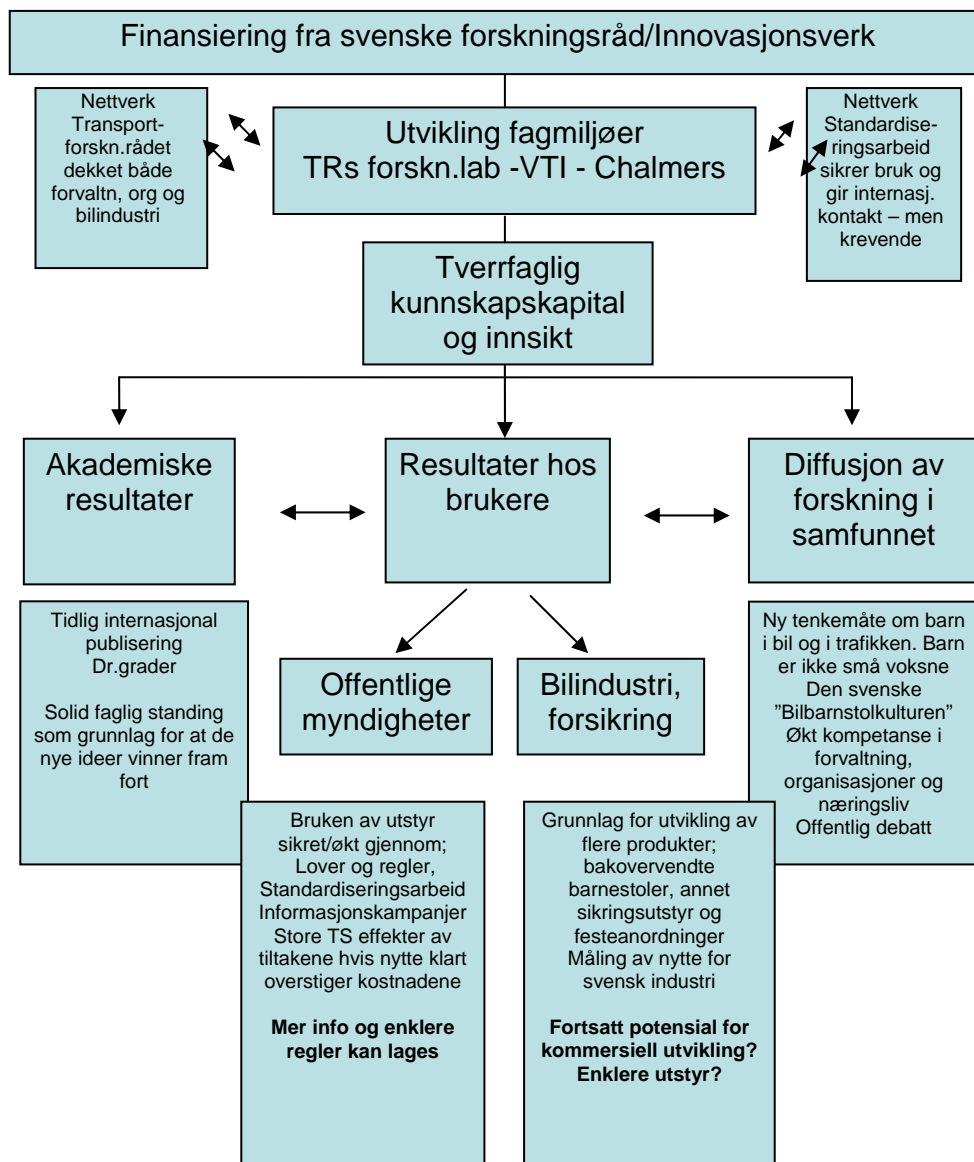 Finansiering fra svenske forskningsråd/Innovasjonsverk
Nettverk
Transport-
forskn.rådet
dekket både
forvaltn, org og
bilindustri
Utvikling fagmiljøer
TRs forskn.lab -VTI - Chalmers
Nettverk
Standardise-
ringsarbeid
sikrer bruk og
gir internasj.
kontakt – men
krevende
Tverrfaglig
kunnskapskapital
og innsikt
Akademiske
resultater
Resultater hos
brukere
Diffusjon av
forskning i
samfunnet
Tidlig internasjonal
publisering
Dr.grader
Solid faglig standing
som grunnlag for at de
nye ideer vinner fram
fort
Offentlige
myndigheter
Bilindustri,
forsikring
Ny tenkemåte om barn
i bil og i trafikken. Barn
er ikke små voksne
Den svenske
”Bilbarnstolkulturen”
Økt kompetanse i
forvaltning,
organisasjoner og
næringsliv
Offentlig debatt
Bruken av utstyr
sikret/økt gjennom;
Lover og regler,
Standardiseringsarbeid
Informasjonskampanjer
Store TS effekter av
tiltakene hvis nytte klart
overstiger kostnadene
Mer info og enklere
regler kan lages
Grunnlag for utvikling av
flere produkter;
bakovervendte
barnestoler, annet
sikringsutstyr og
festeanordninger
Måling av nytte for
svensk industri
Fortsatt potensial for
kommersiell utvikling?
Enklere utstyr?